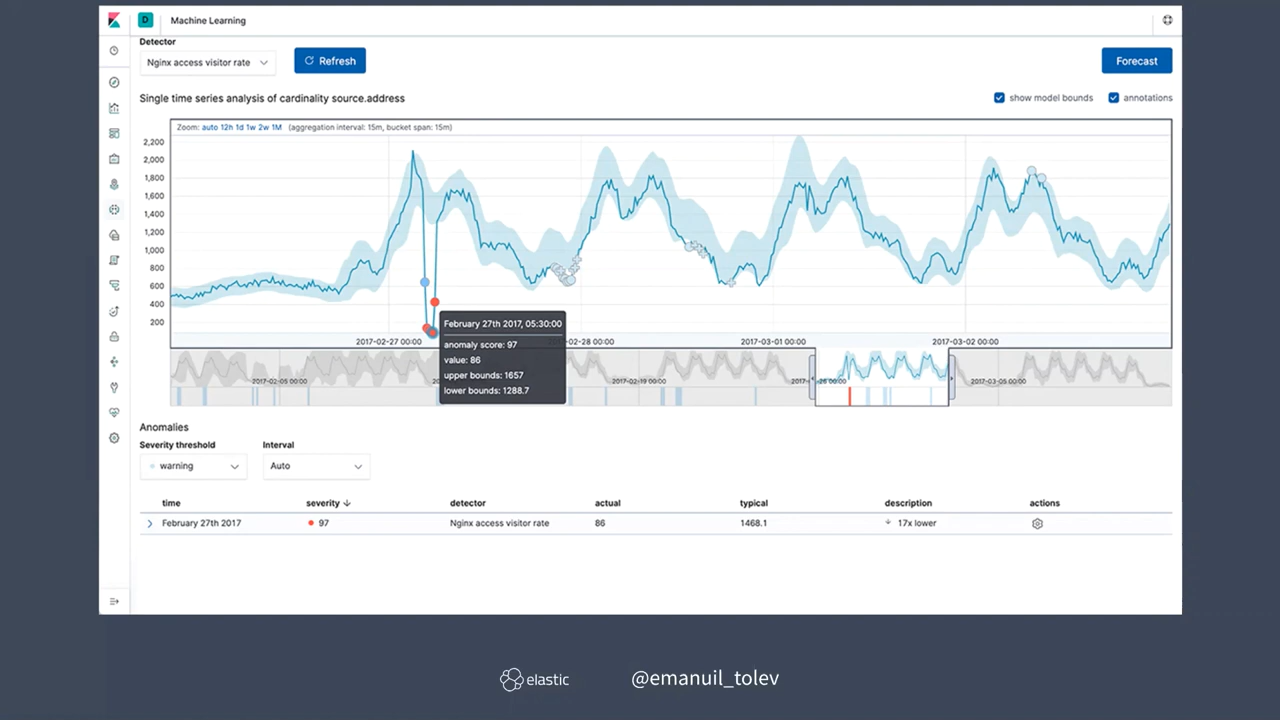 D Machine Learning
Detector
Nginx access visitor rate
Refresh
Forecast
Single time series analysis of cardinality source.address
show model bounds
annotations
Zoom: auto 12h 1d 1w 2w 1M (aggregation interval: 15m, bucket span: 15m)
2,200
2,000
1,800
1,600
1,400
1,200
1,000
800
600
400
200
February 27th 2017, 05:30:00
anomaly score: 97
value: 86
upper bounds: 1657
lower bounds: 1288.7
2017-02-27 00:00
02-28 00:00
2017-03-01 00:00
2017-03-02 00:00
2017-02-05 00:00
2017-02-19 00:00
2017-03-05 00:00
Anomalies
Severity threshold
Interval
warning
Auto
time severity detector actual typical description actions
February 27th 2017 97 Nginx access visitor rate 86 1468.1 17x lower
elastic
@emanuil_tolev